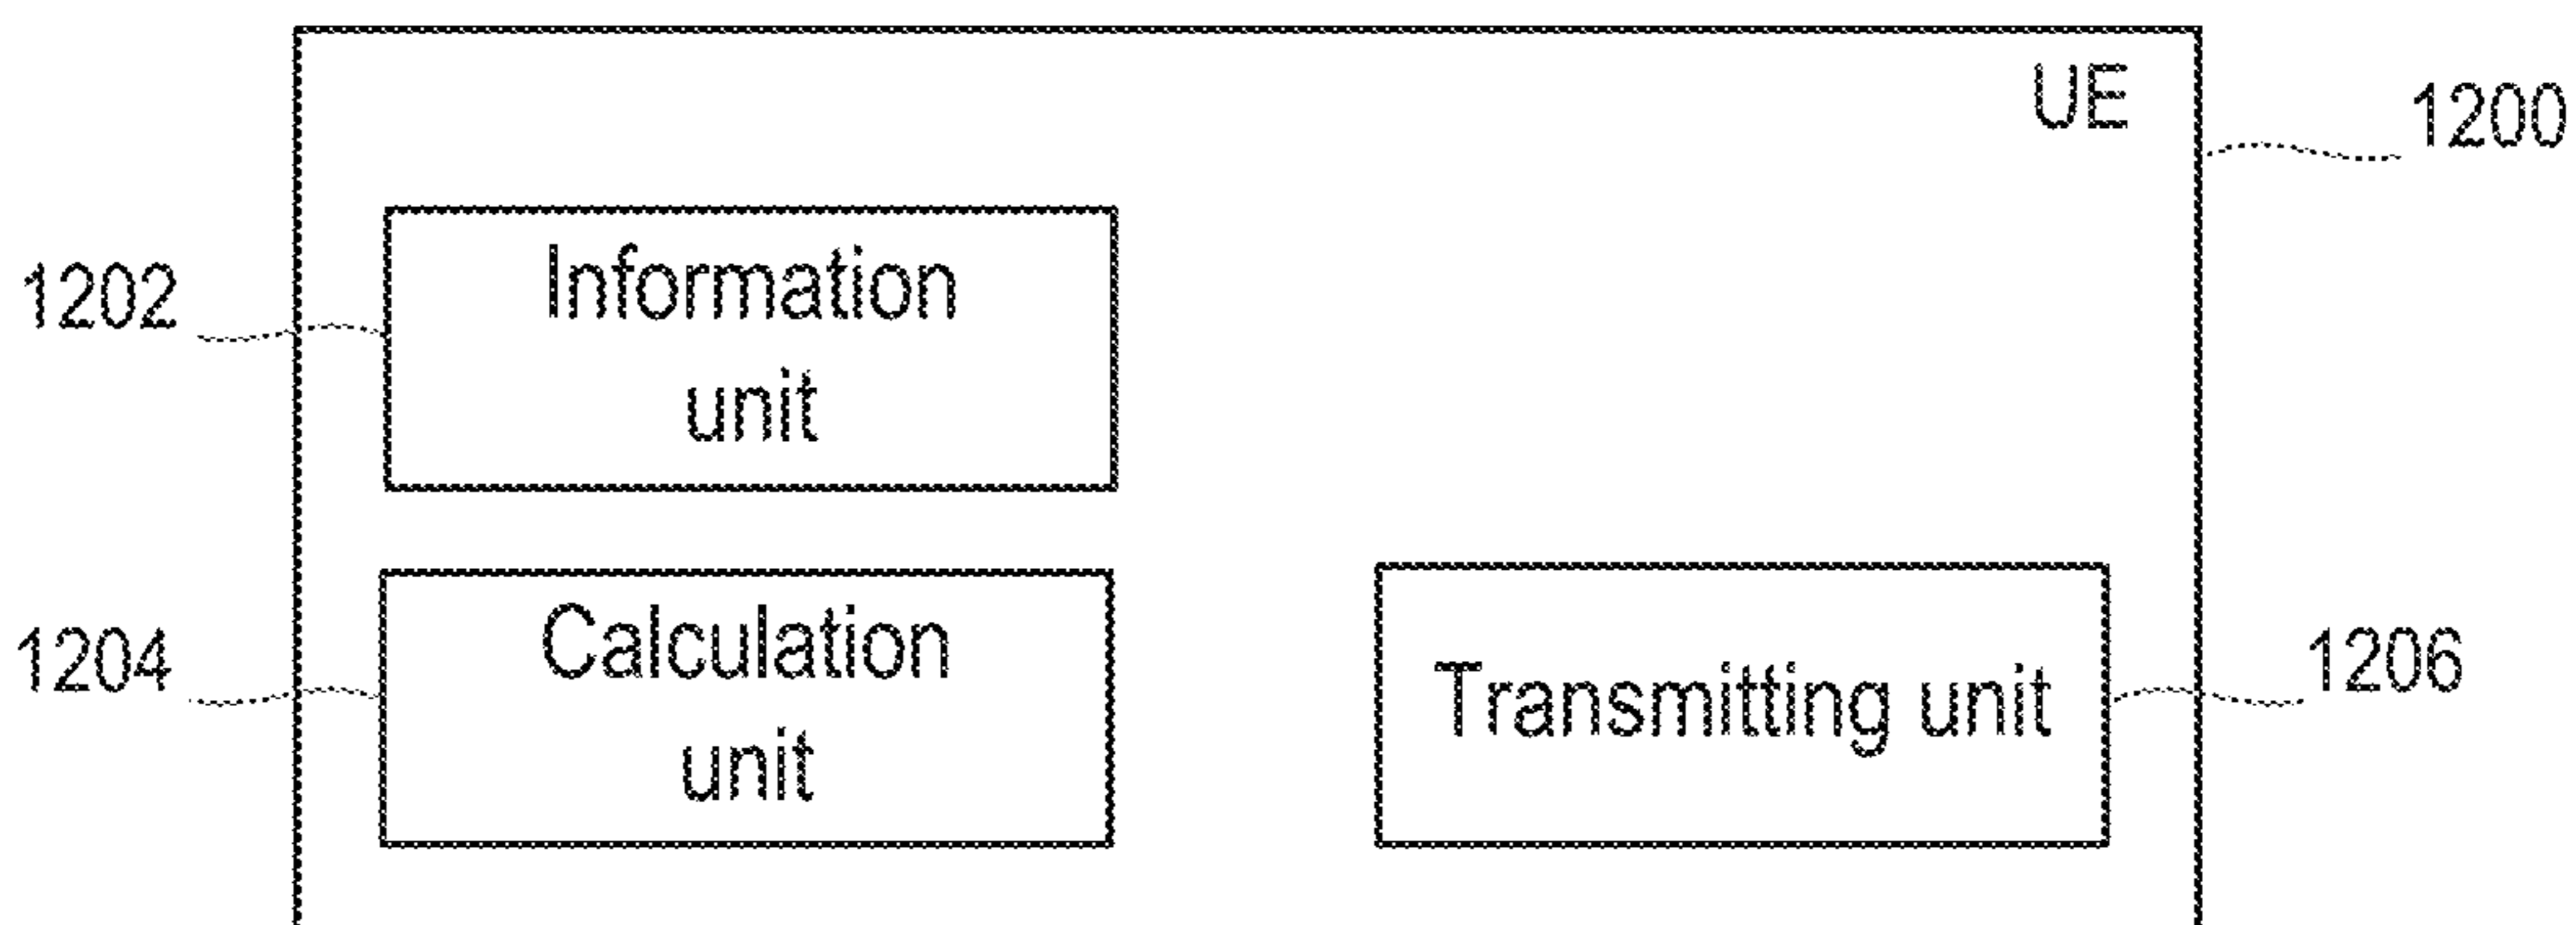 UE
1200
Information
unit
1202
Calculation
unit
1204
Transmitting unit
1206